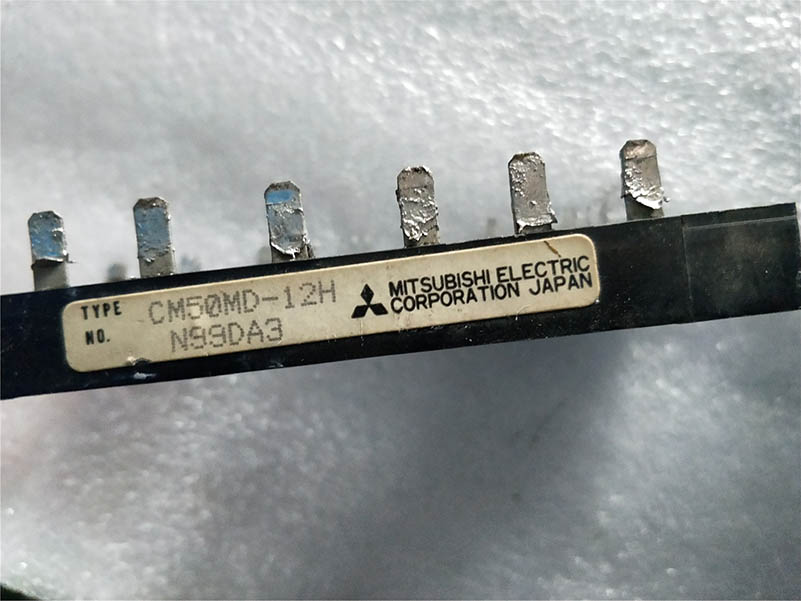 TYPE CM50MD-12H
NO. N99DA3
MITSUBISHI ELECTRIC
CORPORATION JAPAN